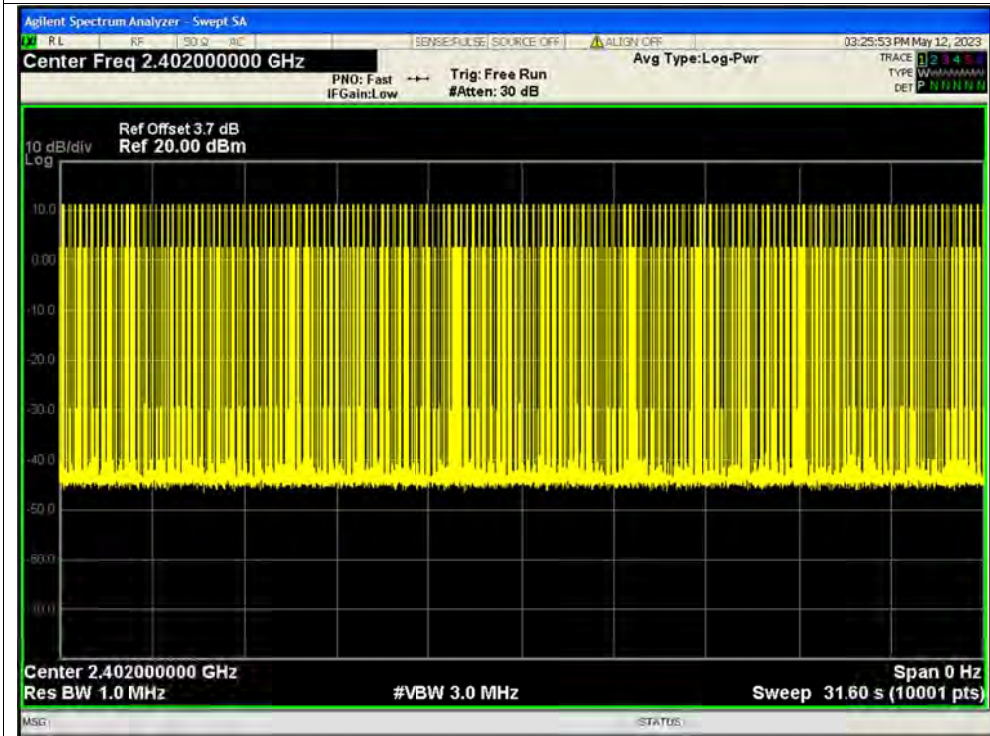 Agilent Spectrum Analyzer - Swept SA
RL RF 50 Ω AC SENSE:PULSE SOURCE OFF ALIGN OFF 03:25:53 PM May 12, 2023
Center Freq 2.402000000 GHz
PNO: Fast
IFGain:Low
Trig: Free Run
#Atten: 30 dB
Avg Type:Log-Pwr
TRACE 1 2 3 4 5 6
TYPE W
DET P N N N N N
Ref Offset 3.7 dB
10 dB/div Ref 20.00 dBm
Log
10.0
0.00
-10.0
-20.0
-30.0
-40.0
-50.0
-60.0
Center 2.402000000 GHz Span 0 Hz
Res BW 1.0 MHz #VBW 3.0 MHz Sweep 31.60 s (10001 pts)
MSG STATUS